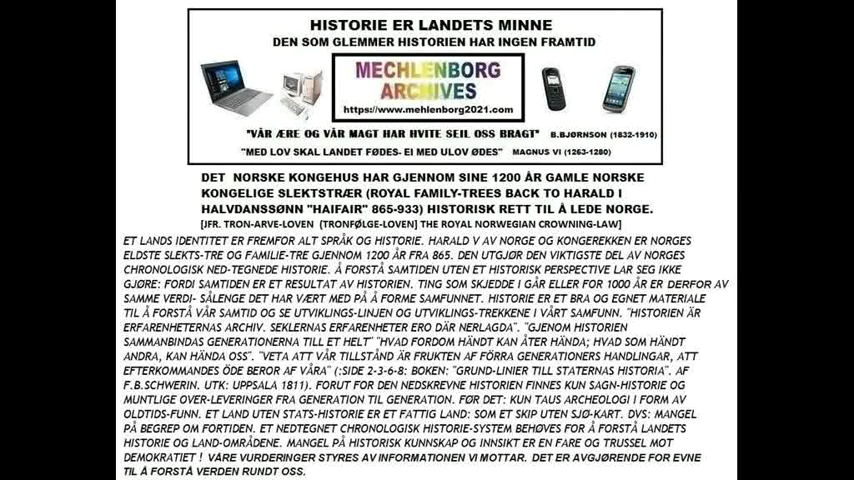 HISTORIE ER LANDETS MINNE
DEN SOM GLEMMER HISTORIEN HAR INGEN FRAMTID
MECHLENBORG
ARCHIVES
https://www.mehlenborg2021.com
"VÅR ÆRE OG VÅR MAGT HAR HVITE SEIL OSS BRAGT" B.BJØRNSON (1832-1910)
"MED LOV SKAL LANDET FØDES- EI MED ULOV ØDES" MAGNUS VI (1263-1280)
DET NORSKE KONGEHUS HAR GJENNOM SINE 1200 ÅR GAMLE NORSKE
KONGELIGE SLEKTSTRÆR (ROYAL FAMILY-TREES BACK TO HARALD I
HALVDANSSØNN "HAIFAIR" 865-933) HISTORISK RETT TIL Å LEDE NORGE.
[JFR. TRON-ARVE-LOVEN (TRONFØLGE-LOVEN] THE ROYAL NORWEGIAN CROWNING-LAW]
ET LANDS IDENTITET ER FREMFOR ALT SPRÅK OG HISTORIE. HARALD V AV NORGE OG KONGEREKKEN ER NORGES
ELDSTE SLEKTS-TRE OG FAMILIE-TRE GJENNOM 1200 ÅR FRA 865. DEN UTGJØR DEN VIKTIGSTE DEL AV NORGES
CHRONOLOGISK NED-TEGNEDE HISTORIE. Å FORSTÅ SAMTIDEN UTEN ET HISTORISK PERSPECTIVE LAR SEG IKKE
GJØRE: FORDI SAMTIDEN ER ET RESULTAT AV HISTORIEN. TING SOM SKJEDDE I GÅR ELLER FOR 1000 ÅR ER DERFOR AV
SAMME VERDI- SÅLENGE DET HAR VÆRT MED PÅ Å FORME SAMFUNNET. HISTORIE ER ET BRA OG EGNET MATERIALE
TIL Å FORSTÅ VÅR SAMTID OG SE UTVIKLINGS-LINJEN OG UTVIKLINGS-TREKKENE I VÅRT SAMFUNN. "HISTORIEN ÄR
ERFARENHETERNAS ARCHIV. SEKLERNAS ERFARENHETER ERO DÄR NERLAGDA". "GJENOM HISTORIEN
SAMMANBINDAS GENERATIONERNA TILL ET HELT" "HVAD FORDOM HÄNDT KAN ÅTER HÄNDA; HVAD SOM HÄNDT
ANDRA, KAN HÄNDA OSS". "VETA ATT VÅR TILLSTÅND ÄR FRUKTEN AF FÖRRA GENERATIONERS HANDLINGAR, ATT
EFTERKOMMANDES ÖDE BEROR AF VÅRA" (:SIDE 2-3-6-8: BOKEN: "GRUND-LINIER TILL STATERNAS HISTORIA". AF
F.B.SCHWERIN. UTK: UPPSALA 1811). FORUT FOR DEN NEDSKREVNE HISTORIEN FINNES KUN SAGN-HISTORIE OG
MUNTLIGE OVER-LEVERINGER FRA GENERATION TIL GENERATION. FØR DET: KUN TAUS ARCHEOLOGI I FORM AV
OLDTIDS-FUNN. ET LAND UTEN STATS-HISTORIE ER ET FATTIG LAND: SOM ET SKIP UTEN SJØ-KART. DVS: MANGEL
PÅ BEGREP OM FORTIDEN. ET NEDTEGNET CHRONOLOGISK HISTORIE-SYSTEM BEHØVES FOR Å FORSTÅ LANDETS
HISTORIE OG LAND-OMRÅDENE. MANGEL PÅ HISTORISK KUNNSKAP OG INNSIKT ER EN FARE OG TRUSSEL MOT
DEMOKRATIET ! VÅRE VURDERINGER STYRES AV INFORMATIONEN VI MOTTAR. DET ER AVGJØRENDE FOR EVNE
TIL Å FORSTÅ VERDEN RUNDT OSS.